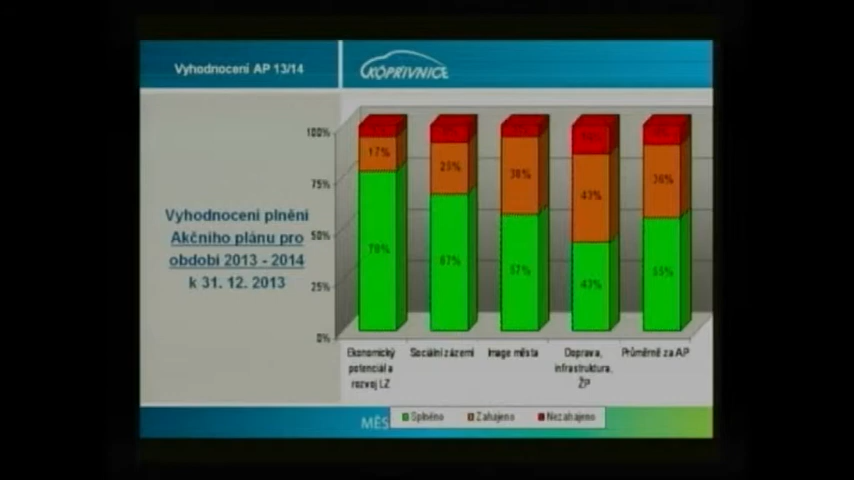 Vyhodnocení AP 13/14
KOPŘIVNICE
Vyhodnocení plnění
Akčního plánu pro
období 2013 - 2014
k 31. 12. 2013
100%
75%
50%
25%
0%
17%
25%
38%
43%
36%
78%
67%
57%
43%
55%
Ekonomický
potenciál a
rozvoj LZ
Sociální zázemí
Image města
Doprava,
infrastruktura,
ŽP
Průměrně za AP
MĚS
Splněno
Zahájeno
Nezahájeno